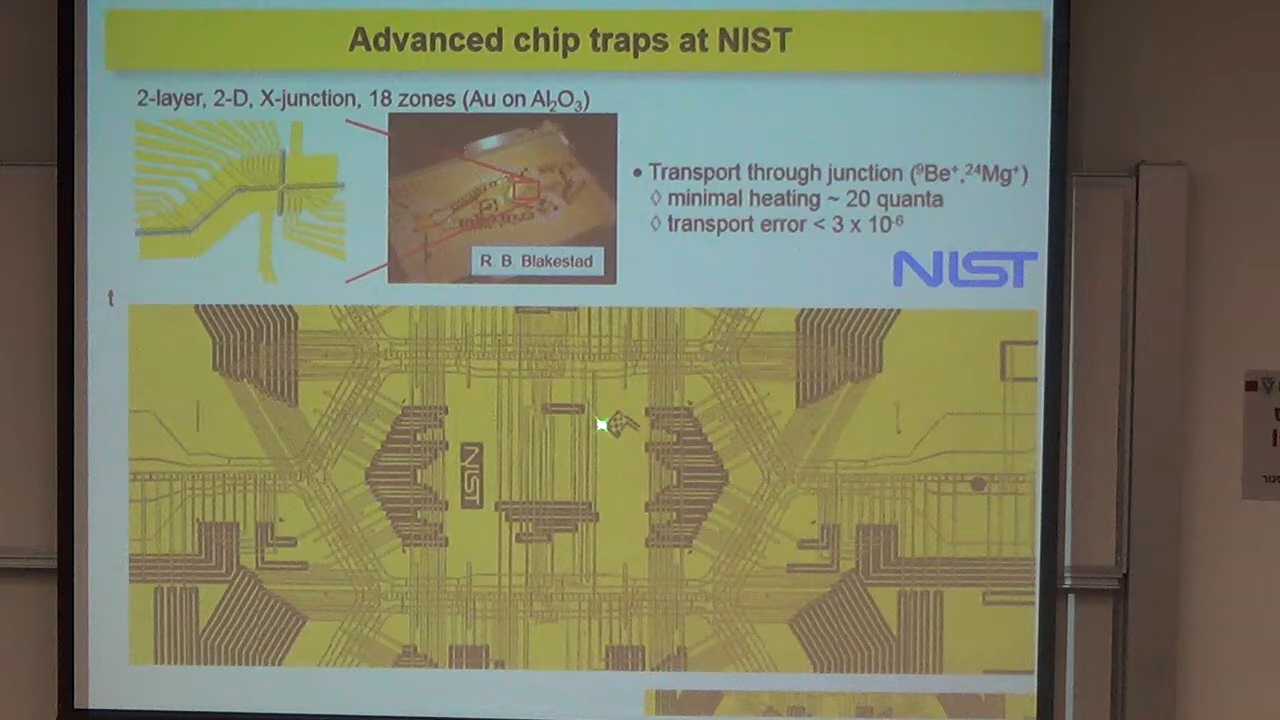 Advanced chip traps at NIST
2-layer, 2-D, X-junction, 18 zones (Au on Al₂O₃)
R. B. Blakestad
• Transport through junction (⁹Be⁺,²⁴Mg⁺)
◊ minimal heating ~ 20 quanta
◊ transport error < 3 x 10⁻⁶
NIST
t
NIST